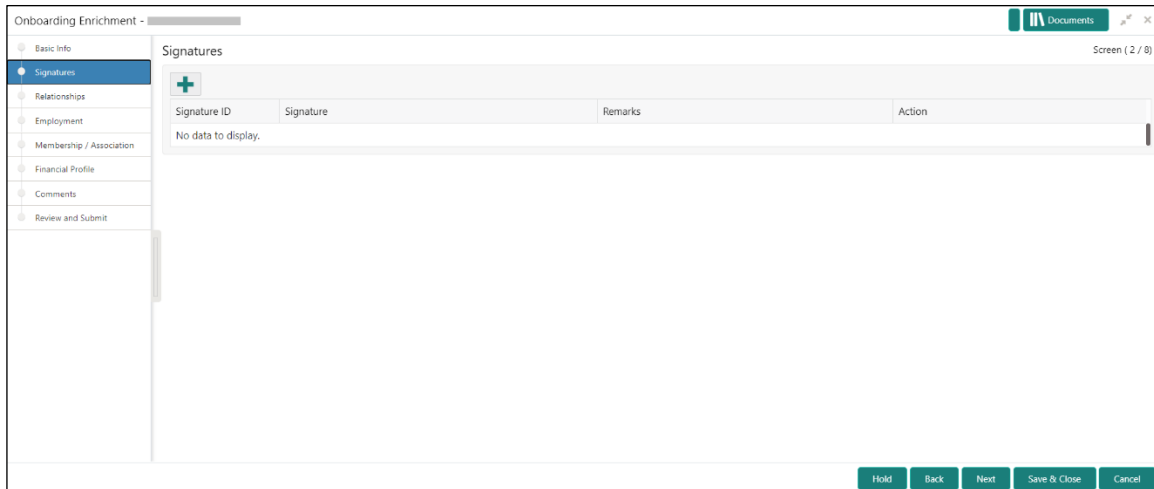 Onboarding Enrichment -
Documents
Basic Info
Signatures
Relationships
Employment
Membership / Association
Financial Profile
Comments
Review and Submit
Signatures
Screen ( 2 / 8)
Signature ID Signature Remarks Action
No data to display.
Hold Back Next Save & Close Cancel